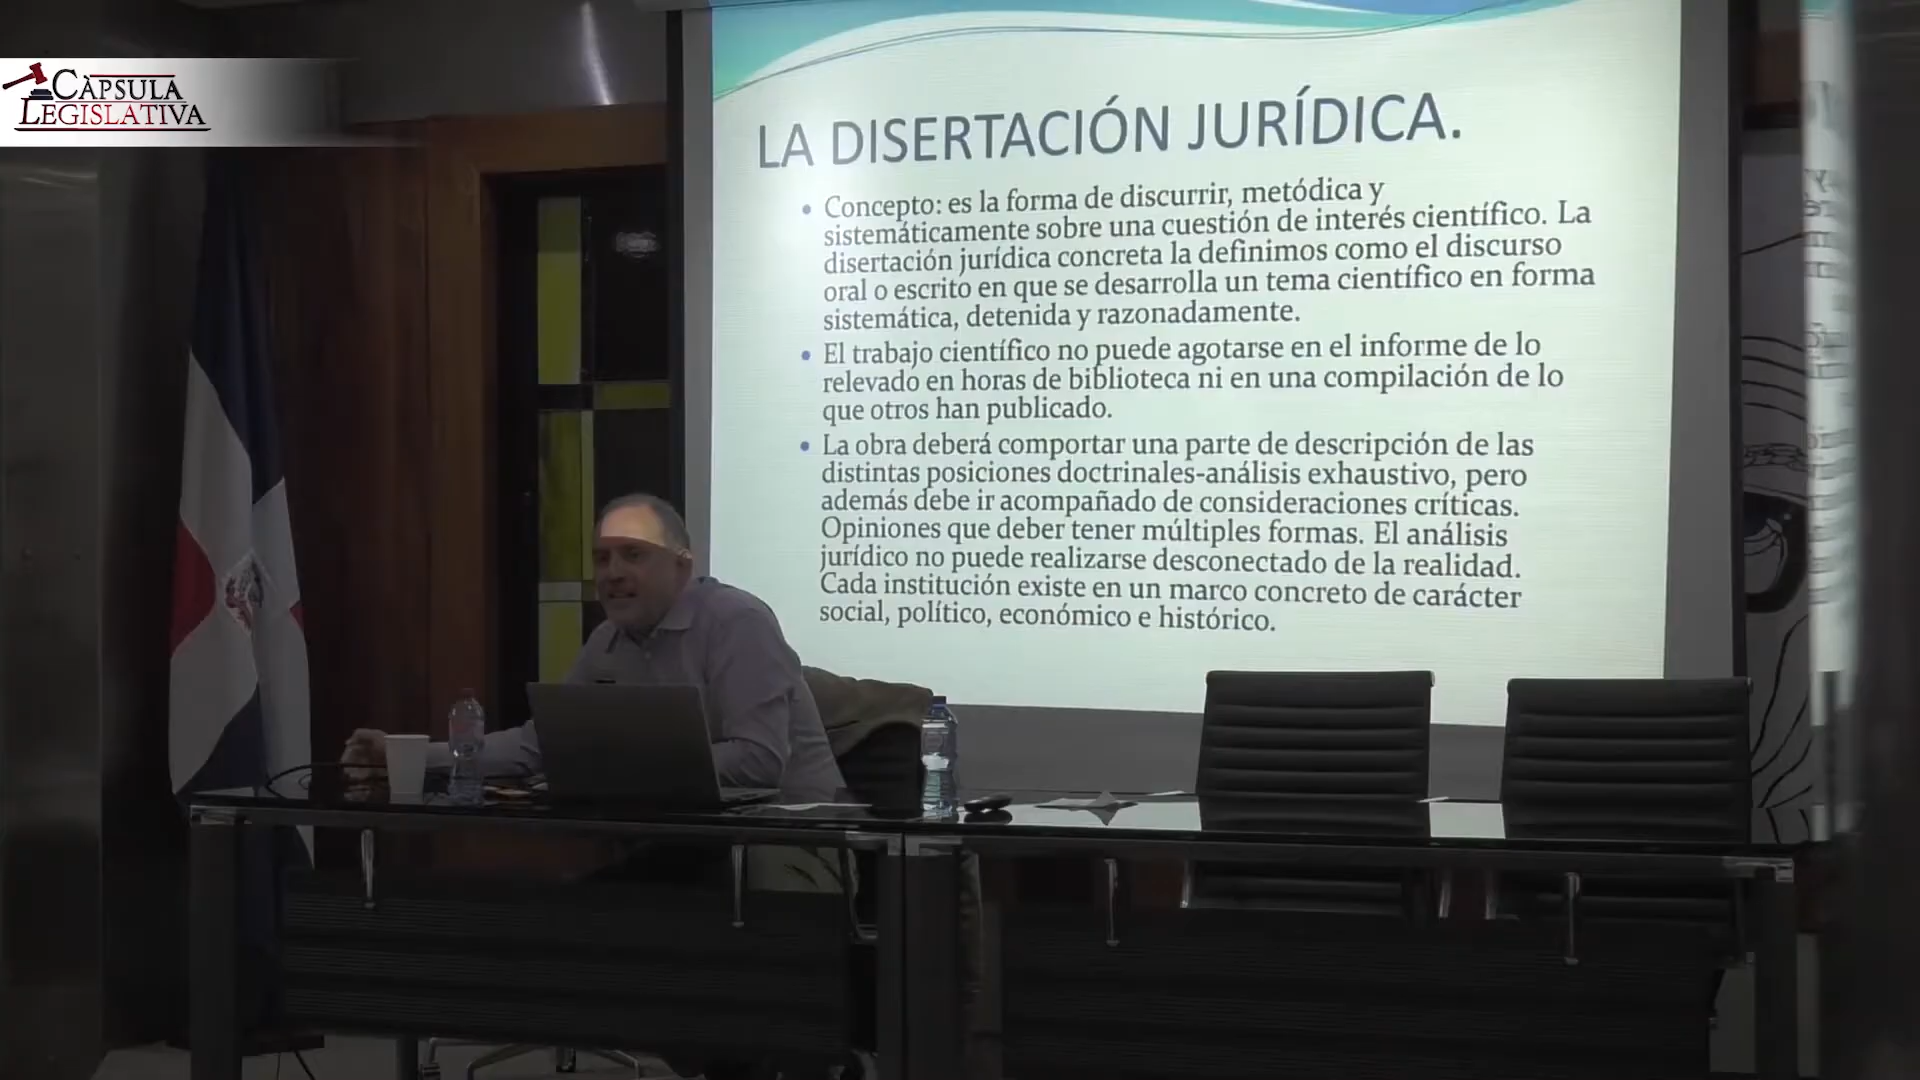 CÀPSULA
LEGISLATIVA
LA DISERTACIÓN JURÍDICA.
• Concepto: es la forma de discurrir, metódica y
sistemáticamente sobre una cuestión de interés científico. La
disertación jurídica concreta la definimos como el discurso
oral o escrito en que se desarrolla un tema científico en forma
sistemática, detenida y razonadamente.
• El trabajo científico no puede agotarse en el informe de lo
relevado en horas de biblioteca ni en una compilación de lo
que otros han publicado.
• La obra deberá comportar una parte de descripción de las
distintas posiciones doctrinales-análisis exhaustivo, pero
además debe ir acompañado de consideraciones críticas.
Opiniones que deber tener múltiples formas. El análisis
jurídico no puede realizarse desconectado de la realidad.
Cada institución existe en un marco concreto de carácter
social, político, económico e histórico.